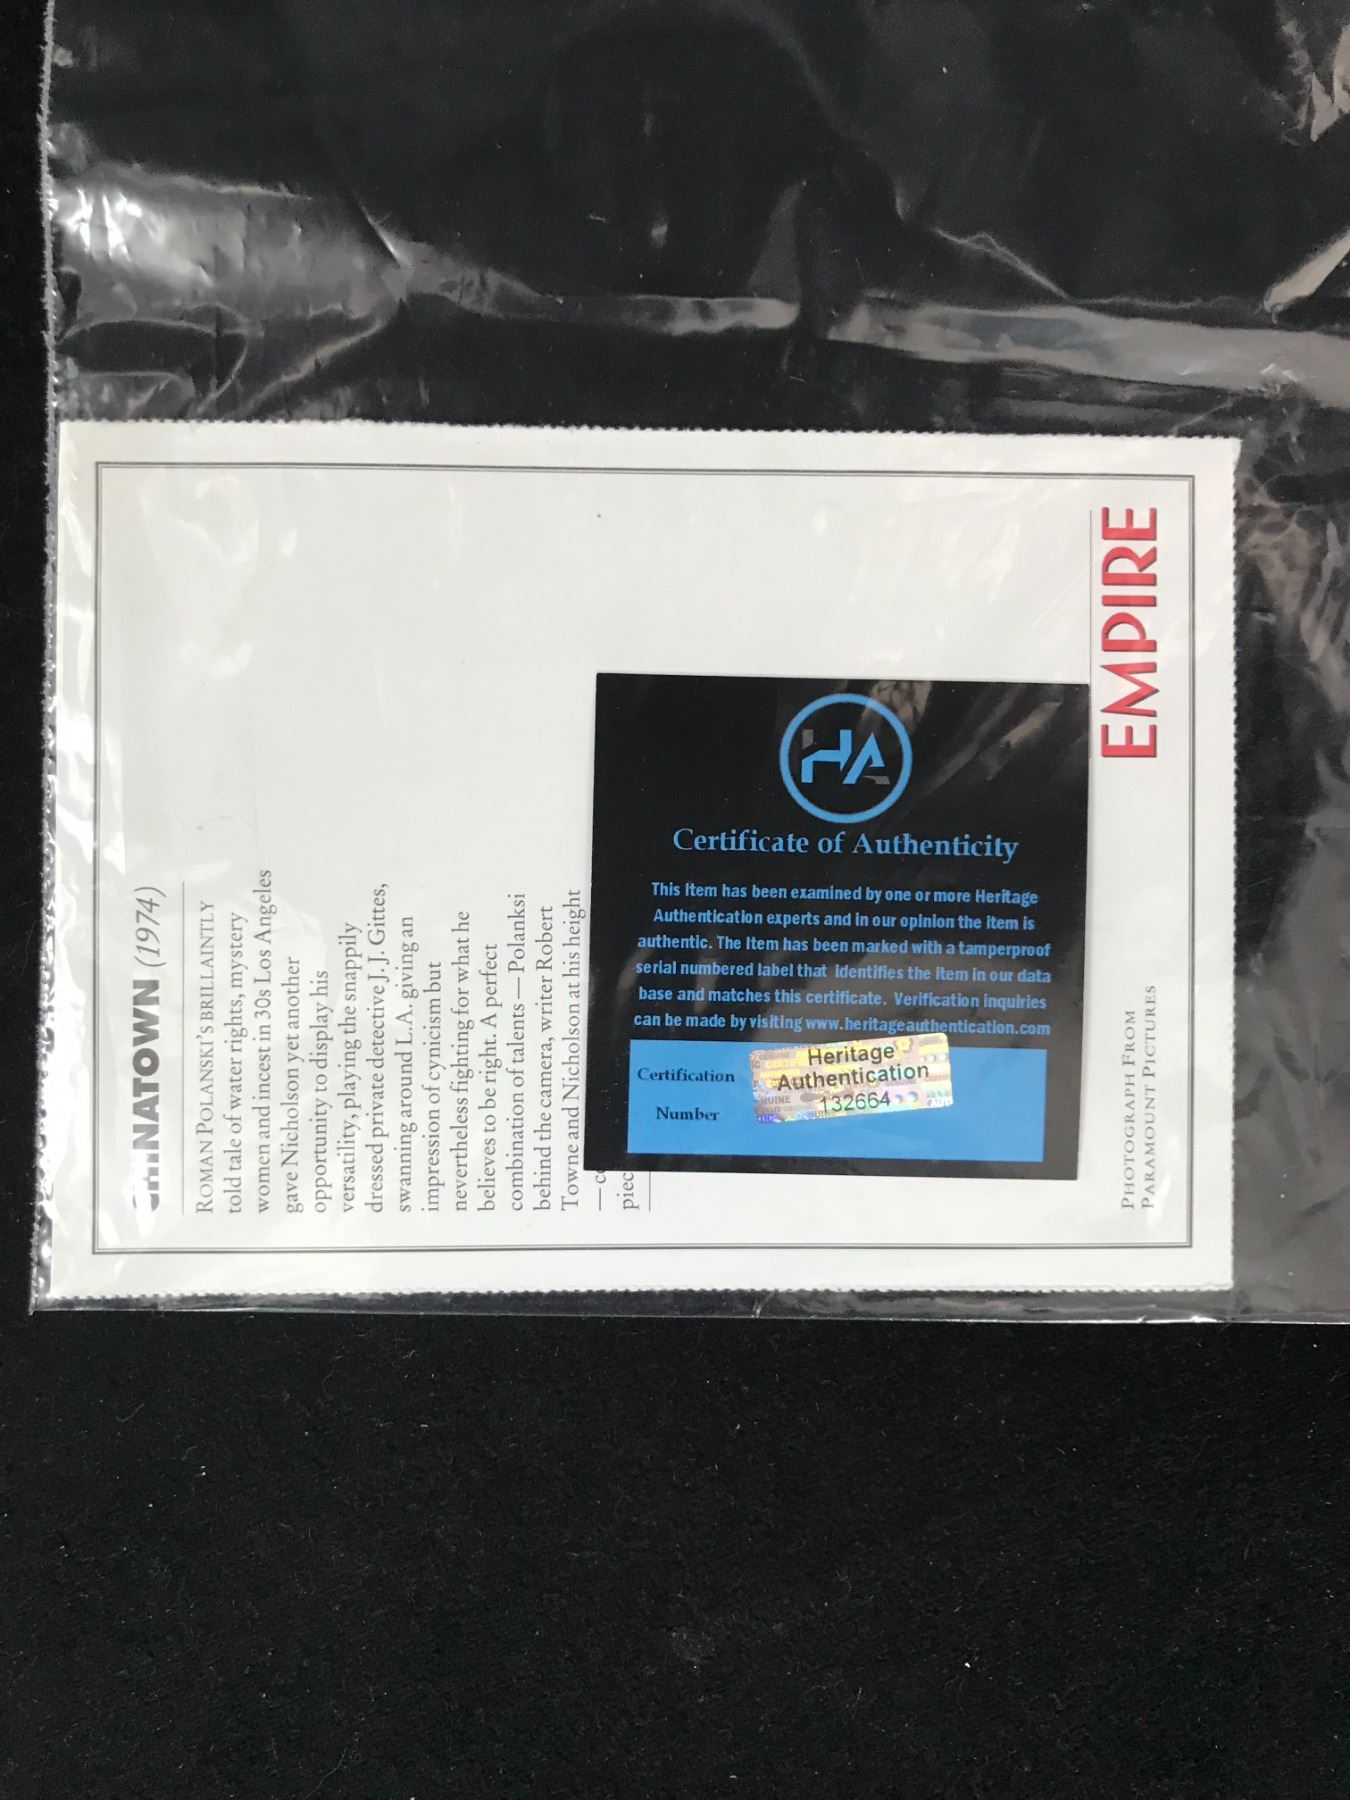 CHINATOWN (1974)
ROMAN POLANSKI'S BRILLAINTLY
told tale of water rights, mystery
women and incest in 30s Los Angeles
gave Nicholson yet another
opportunity to display his
versatility, playing the snappily
dressed private detective J.J. Gittes,
swanning around L.A. giving an
impression of cynicism but
nevertheless fighting for what he
believes to be right. A perfect
combination of talents — Polanksi
behind the camera, writer Robert
Towne and Nicholson at his height
EMPIRE
PHOTOGRAPH FROM
PARAMOUNT PICTURES
HA
Certificate of Authenticity
This Item has been examined by one or more Heritage
Authentication experts and in our opinion the item is
authentic. The Item has been marked with a tamperproof
serial numbered label that identifies the item in our data
base and matches this certificate. Verification inquiries
can be made by visiting www.heritageauthentication.com
Certification
Number
Heritage
Authentication
132664